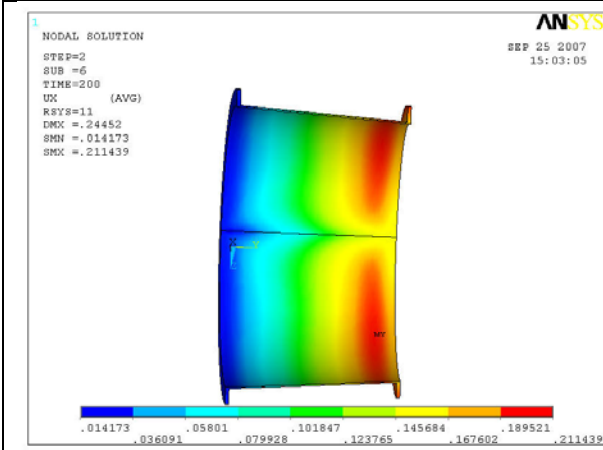 1
ANSYS
NODAL SOLUTION
SEP 25 2007
15:03:05
STEP=2
SUB =6
TIME=200
UX (AVG)
RSYS=11
DMX =.24452
SMN =.014173
SMX =.211439
X Y
.014173 .05801 .101847 .145684 .189521
.036091 .079928 .123765 .167602 .211439